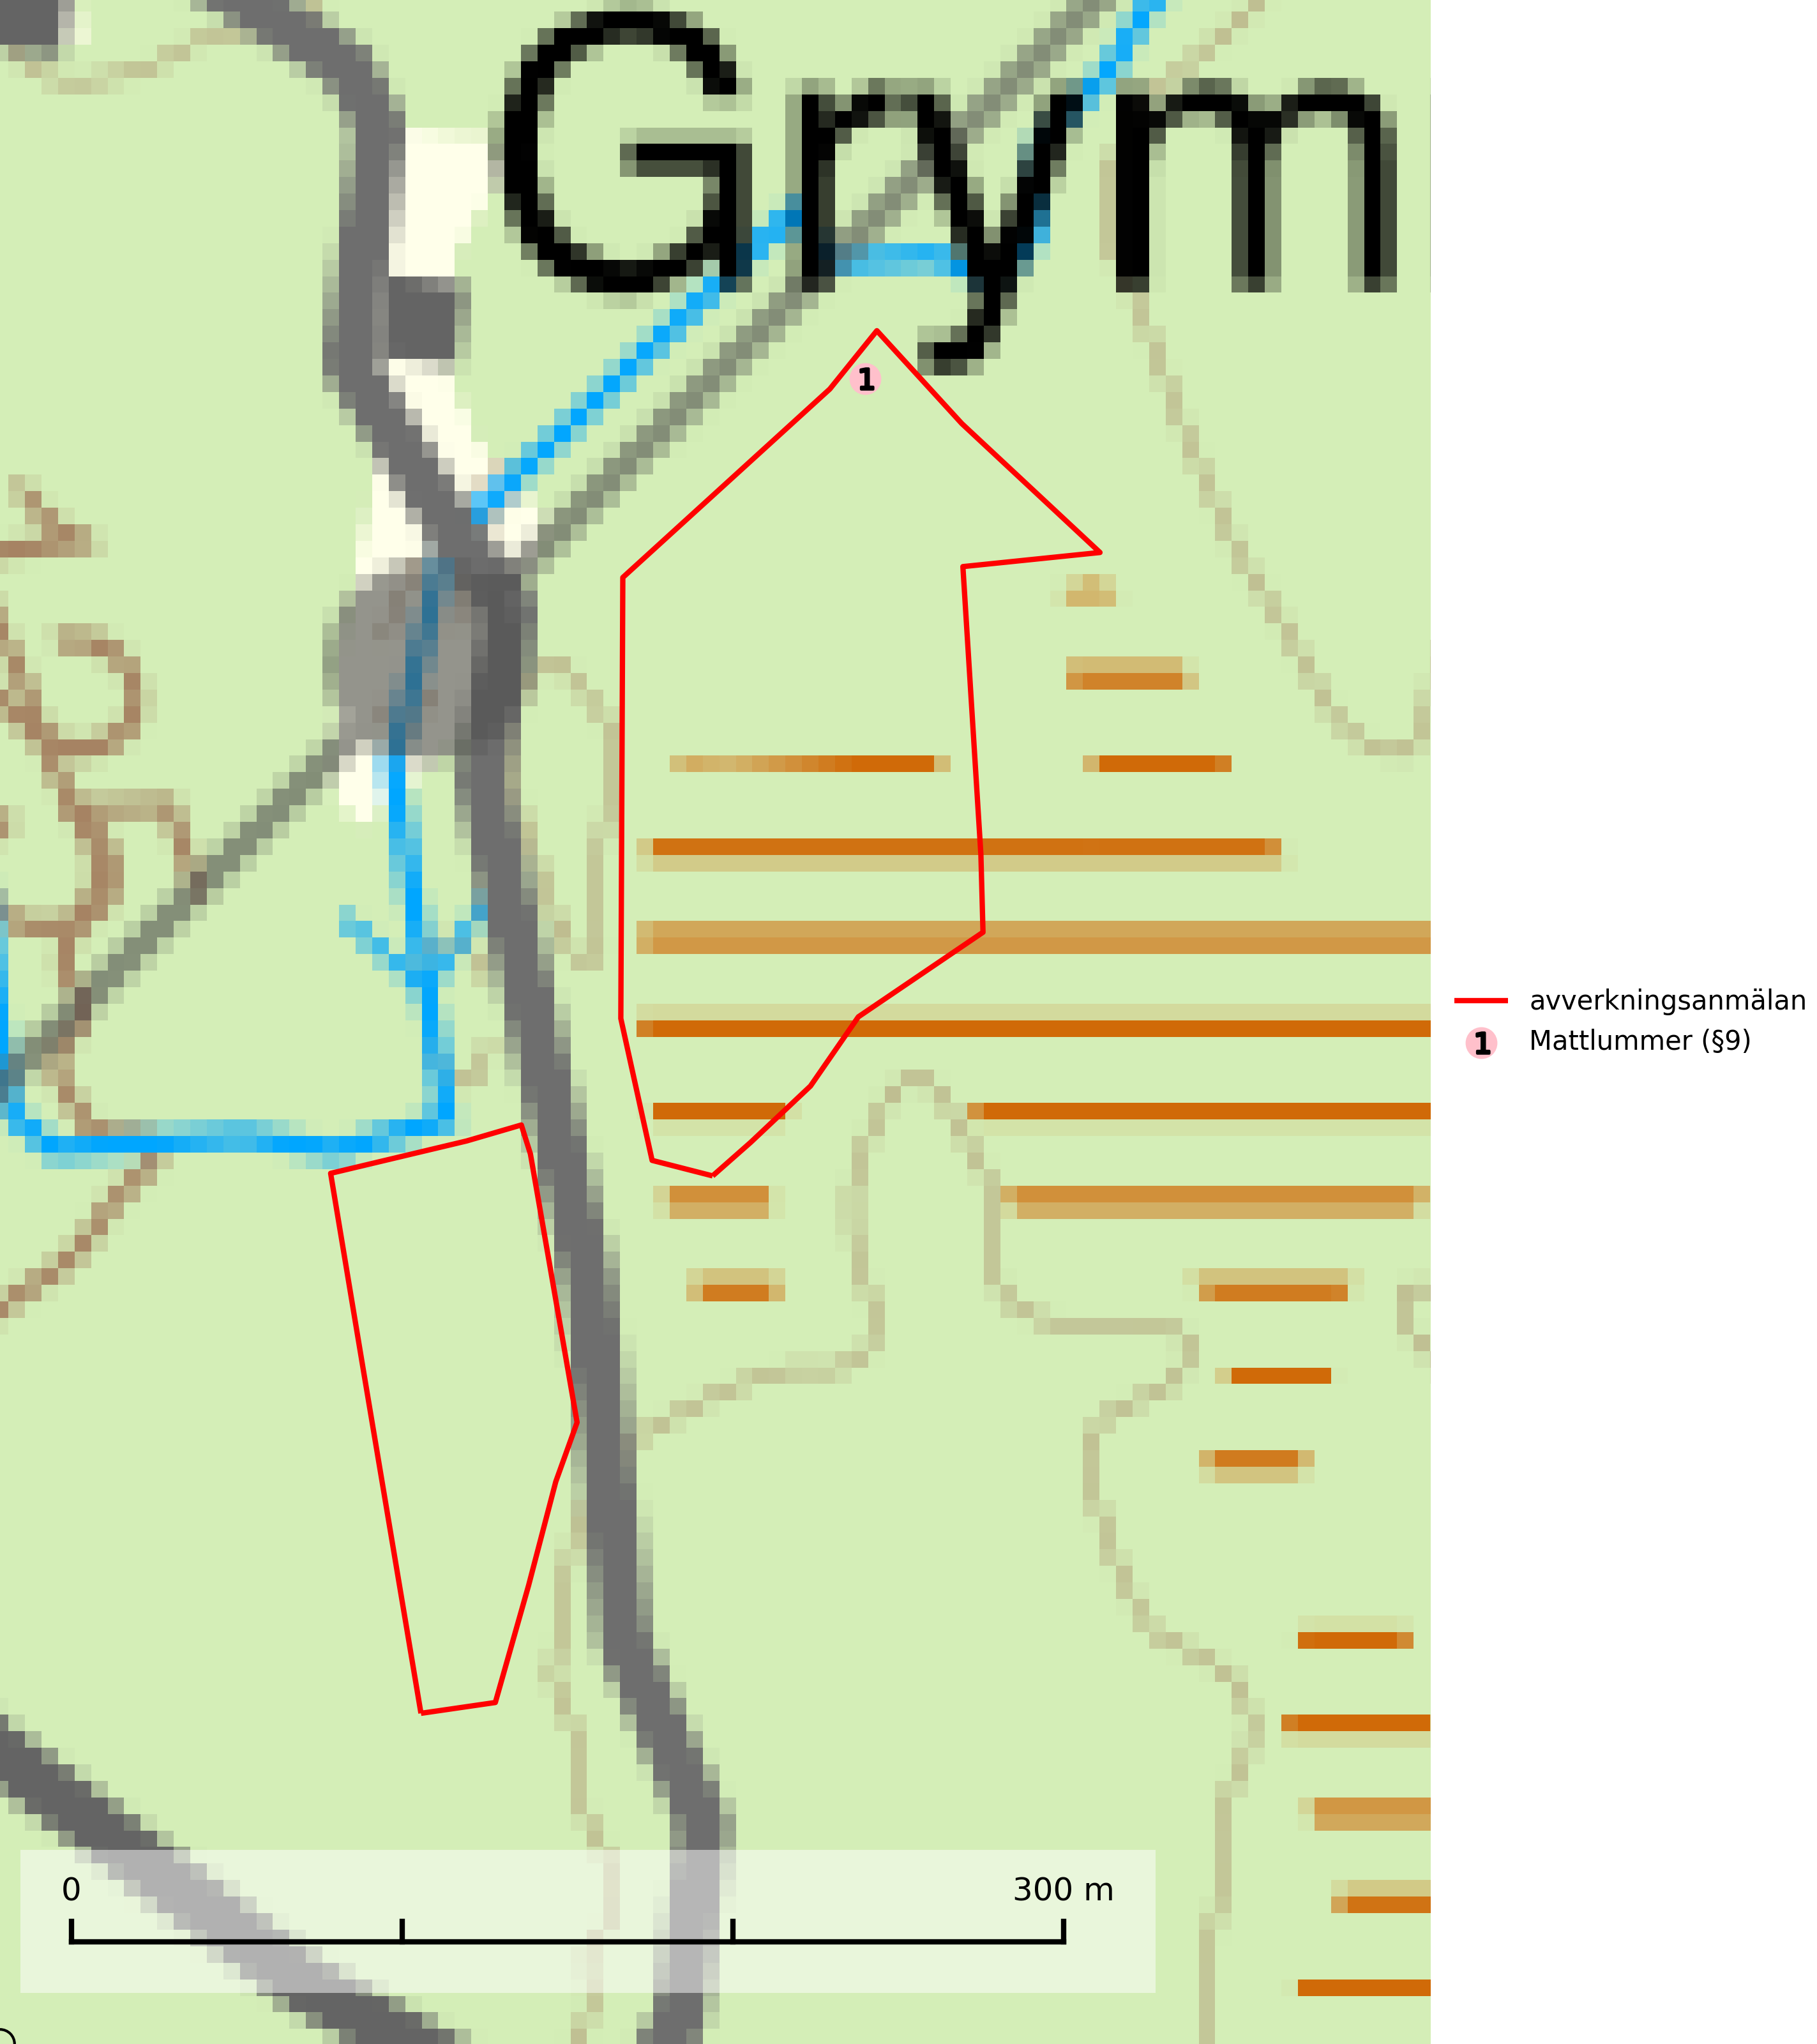 Grym
1
avverkningsanmälan
1 Mattlummer (§9)
0 300 m